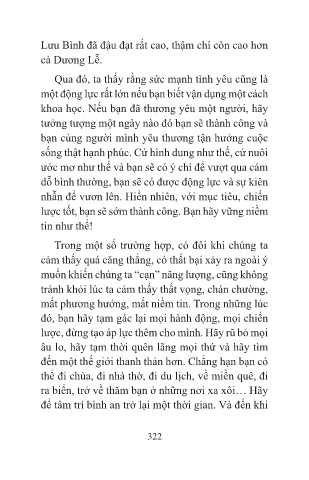 Lưu Bình đã đậu đạt rất cao, thậm chí còn cao hơn
cả Dương Lễ.
Qua đó, ta thấy rằng sức mạnh tình yêu cũng là
một động lực rất lớn nếu bạn biết vận dụng một cách
khoa học. Nếu bạn đã thương yêu một người, hãy
tưởng tượng một ngày nào đó bạn sẽ thành công và
bạn cùng người mình yêu thương tận hưởng cuộc
sống thật hạnh phúc. Cứ hình dung như thế, cứ nuôi
ước mơ như thế và bạn sẽ có ý chí để vượt qua cám
dỗ bình thường, bạn sẽ có được động lực và sự kiên
nhẫn để vươn lên. Hiển nhiên, với mục tiêu, chiến
lược tốt, bạn sẽ sớm thành công. Bạn hãy vững niềm
tin như thế!
Trong một số trường hợp, có đôi khi chúng ta
cảm thấy quá căng thẳng, có thất bại xảy ra ngoài ý
muốn khiến chúng ta “cạn” năng lượng, cũng không
tránh khỏi lúc ta cảm thấy thất vọng, chán chường,
mất phương hướng, mất niềm tin. Trong những lúc
đó, bạn hãy tạm gác lại mọi hành động, mọi chiến
lược, đừng tạo áp lực thêm cho mình. Hãy rũ bỏ mọi
âu lo, hãy tạm thời quên lãng mọi thứ và hãy tìm
đến một thế giới thanh thản hơn. Chẳng hạn bạn có
thể đi chùa, đi nhà thờ, đi du lịch, về miền quê, đi
ra biển, trở về thăm bạn ở những nơi xa xôi… Hãy
để tâm trí bình an trở lại một thời gian. Và đến khi
322